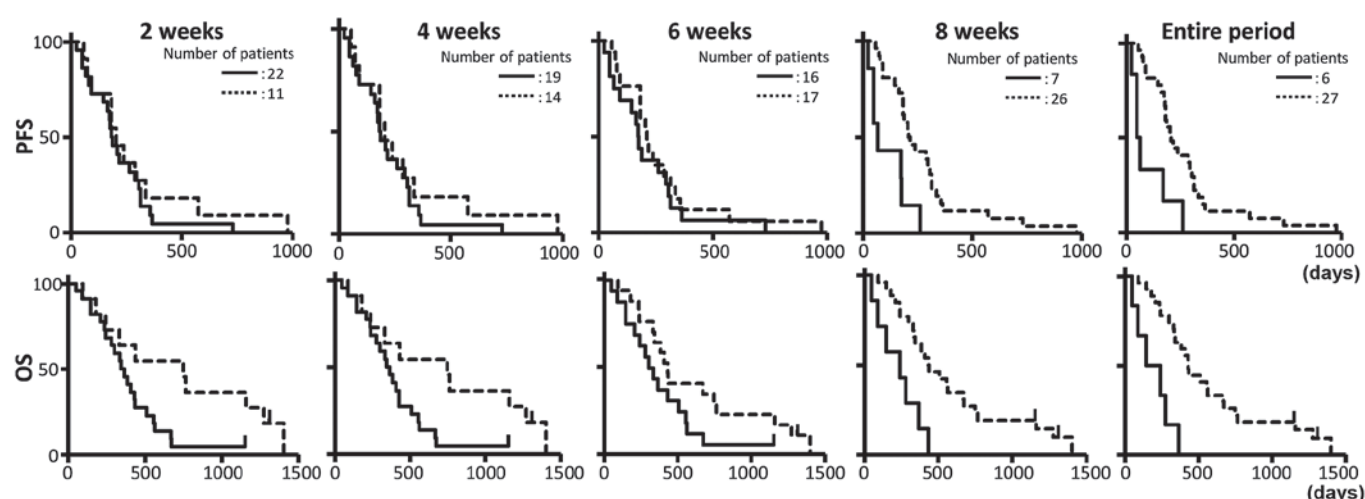 2 weeks
Number of patients
: 22
: 11
4 weeks
Number of patients
: 19
: 14
6 weeks
Number of patients
: 16
: 17
8 weeks
Number of patients
: 7
: 26
Entire period
Number of patients
: 6
: 27
PFS
100
50
0
0 500 1000
0 500 1000
0 500 1000
0 500 1000
0 500 1000
(days)
OS
100
50
0
0 500 1000 1500
0 500 1000 1500
0 500 1000 1500
0 500 1000 1500
0 500 1000 1500
(days)